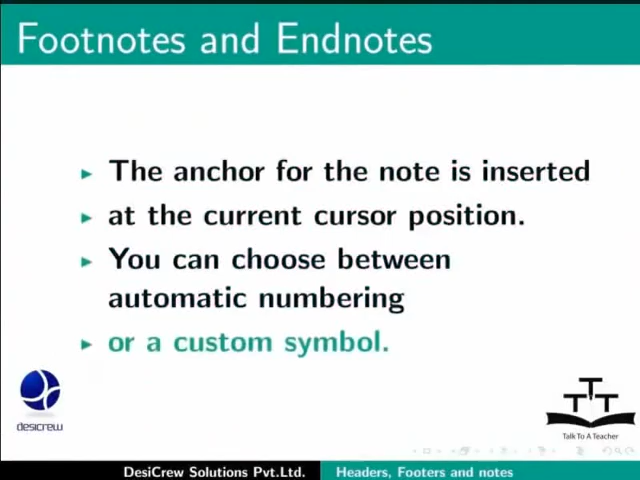 Footnotes and Endnotes
The anchor for the note is inserted
at the current cursor position.
You can choose between
automatic numbering
or a custom symbol.
desicrew
TTT
Talk To A Teacher
DesiCrew Solutions Pvt.Ltd.
Headers, Footers and notes